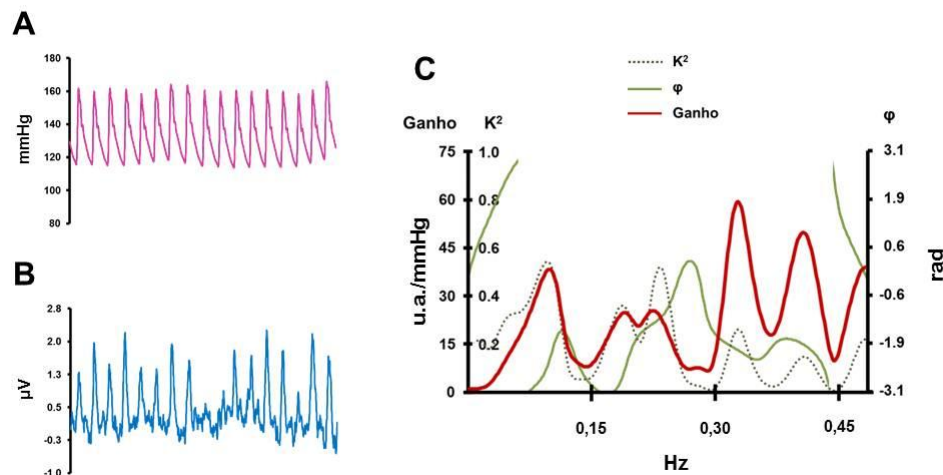 A
180
160
140
120
100
80
mmHg
B
2.8
2.0
1.3
0.5
-0.3
-1.0
µV
C
K²
φ
Ganho
Ganho K²
φ
75
60
45
30
15
0
u.a./mmHg
1.0
0.8
0.6
0.4
0.2
3.1
1.9
0.6
-0.6
-1.9
-3.1
rad
0,15 0,30 0,45
Hz